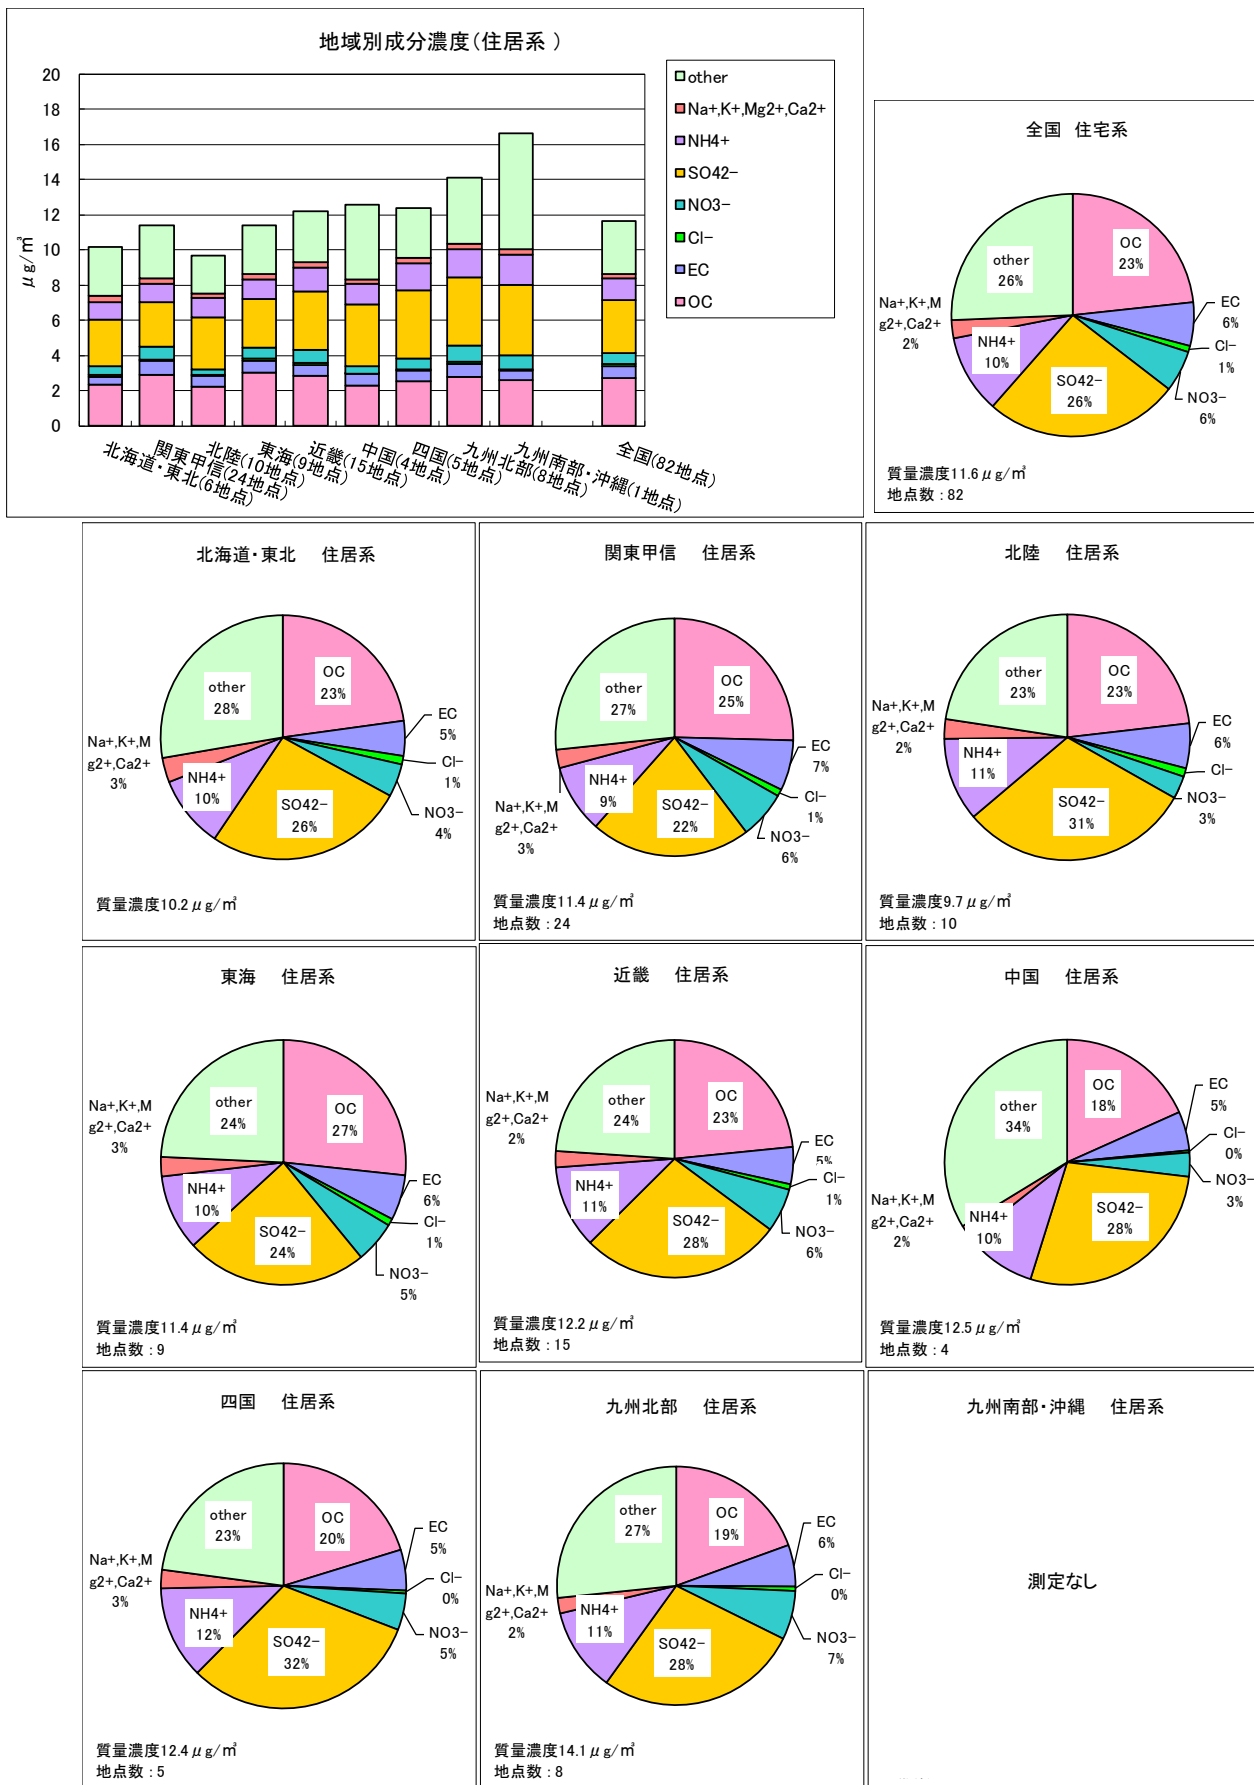 地域別成分濃度(住居系 )
20
18
16
14
12
10
8
6
4
2
0
μg/㎥
other
Na+,K+,Mg2+,Ca2+
NH4+
SO42-
NO3-
Cl-
EC
OC
北海道・東北(6地点)
関東甲信(24地点)
北陸(10地点)
東海(9地点)
近畿(15地点)
中国(4地点)
四国(5地点)
九州北部(8地点)
九州南部・沖縄(1地点)
全国(82地点)
全国 住宅系
OC
23%
EC
6%
Cl-
1%
NO3-
6%
SO42-
26%
NH4+
10%
Na+,K+,M
g2+,Ca2+
2%
other
26%
質量濃度11.6μg/㎥
地点数:82
北海道・東北 住居系
OC
23%
EC
5%
Cl-
1%
NO3-
4%
SO42-
26%
NH4+
10%
Na+,K+,M
g2+,Ca2+
3%
other
28%
質量濃度10.2μg/㎥
関東甲信 住居系
OC
25%
EC
7%
Cl-
1%
NO3-
6%
SO42-
22%
NH4+
9%
Na+,K+,M
g2+,Ca2+
3%
other
27%
質量濃度11.4μg/㎥
地点数:24
北陸 住居系
OC
23%
EC
6%
Cl-
1%
NO3-
3%
SO42-
31%
NH4+
11%
Na+,K+,M
g2+,Ca2+
2%
other
23%
質量濃度9.7μg/㎥
地点数:10
東海 住居系
OC
27%
EC
6%
Cl-
1%
NO3-
5%
SO42-
24%
NH4+
10%
Na+,K+,M
g2+,Ca2+
3%
other
24%
質量濃度11.4μg/㎥
地点数:9
近畿 住居系
OC
23%
EC
5%
Cl-
1%
NO3-
6%
SO42-
28%
NH4+
11%
Na+,K+,M
g2+,Ca2+
2%
other
24%
質量濃度12.2μg/㎥
地点数:15
中国 住居系
OC
18%
EC
5%
Cl-
0%
NO3-
3%
SO42-
28%
NH4+
10%
Na+,K+,M
g2+,Ca2+
2%
other
34%
質量濃度12.5μg/㎥
地点数:4
四国 住居系
OC
20%
EC
5%
Cl-
0%
NO3-
5%
SO42-
32%
NH4+
12%
Na+,K+,M
g2+,Ca2+
3%
other
23%
質量濃度12.4μg/㎥
地点数:5
九州北部 住居系
OC
19%
EC
6%
Cl-
0%
NO3-
7%
SO42-
28%
NH4+
11%
Na+,K+,M
g2+,Ca2+
2%
other
27%
質量濃度14.1μg/㎥
地点数:8
九州南部・沖縄 住居系
測定なし